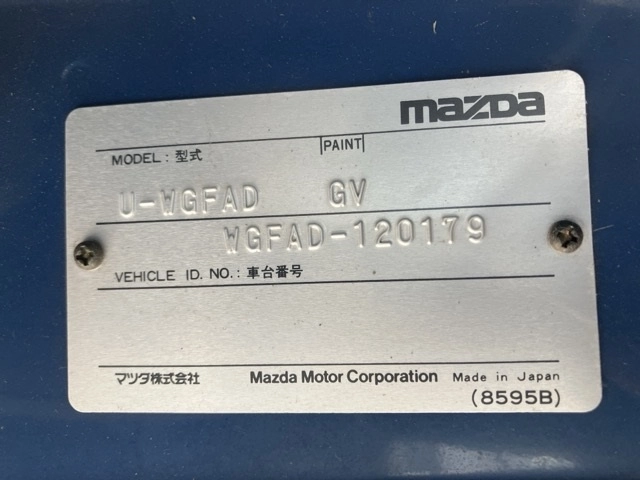 mazda
MODEL: 型式 PAINT
U-WGFAD GV
WGFAD-120179
VEHICLE ID. NO.: 車台番号
マツダ株式会社 Mazda Motor Corporation Made in Japan
(8595B)